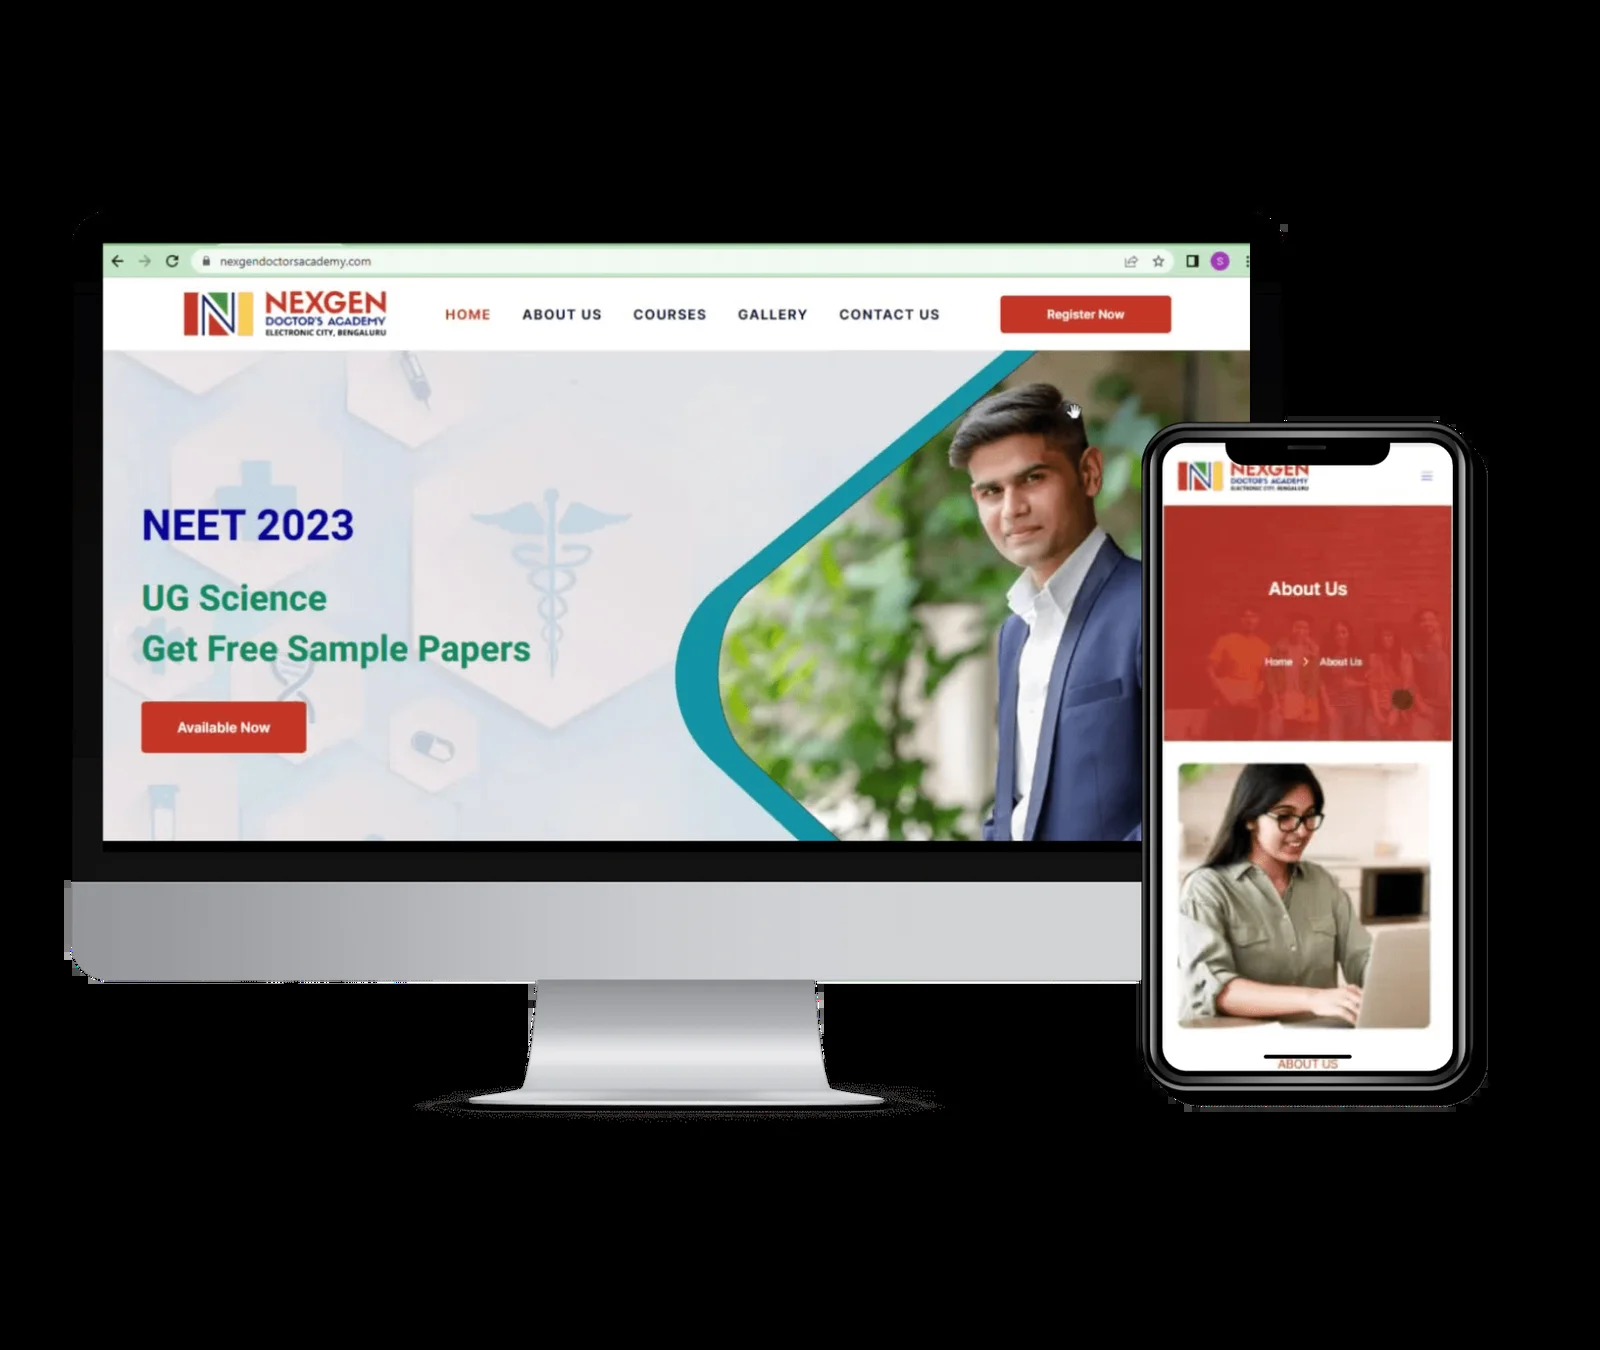 nexgendoctorsacademy.com
S
N NEXGEN
DOCTOR'S ACADEMY
ELECTRONIC CITY, BENGALURU
HOME ABOUT US COURSES GALLERY CONTACT US
Register Now
NEET 2023
UG Science
Get Free Sample Papers
Available Now
N NEXGEN
DOCTOR'S ACADEMY
ELECTRONIC CITY, BENGALURU
About Us
Home > About Us
ABOUT US